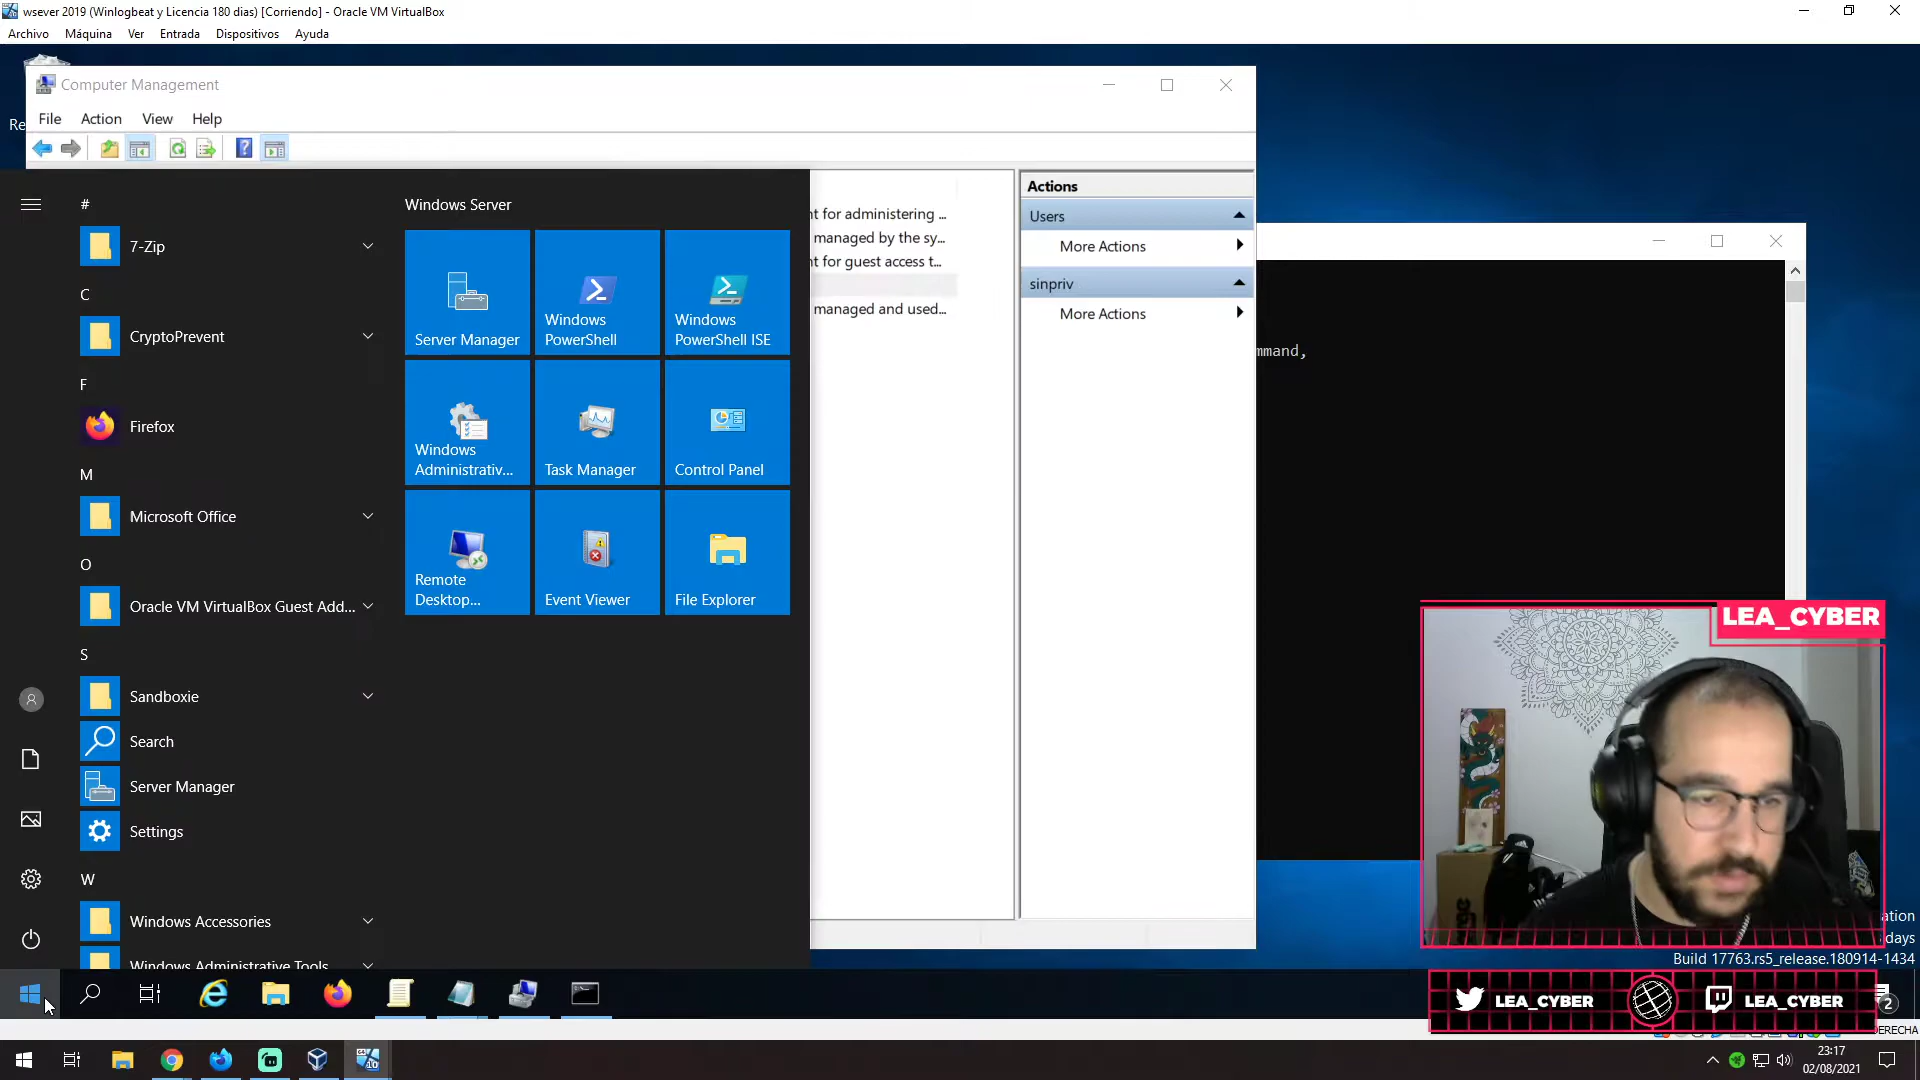 wsever 2019 (Winlogbeat y Licencia 180 dias) [Corriendo] - Oracle VM VirtualBox
Archivo Máquina Ver Entrada Dispositivos Ayuda
Computer Management
File Action View Help
Re
#
7-Zip
C
CryptoPrevent
F
Firefox
M
Microsoft Office
O
Oracle VM VirtualBox Guest Add...
S
Sandboxie
Search
Server Manager
Settings
W
Windows Accessories
Windows Administrative Tools
Windows Server
Server Manager
Windows PowerShell
Windows PowerShell ISE
Windows Administrativ...
Task Manager
Control Panel
Remote Desktop...
Event Viewer
File Explorer
nt for administering ...
managed by the sy...
nt for guest access t...
managed and used...
Actions
Users
More Actions
sinpriv
More Actions
mmand,
LEA_CYBER
ation
days
Build 17763.rs5_release.180914-1434
LEA_CYBER LEA_CYBER
2
DERECHA
23:17
02/08/2021